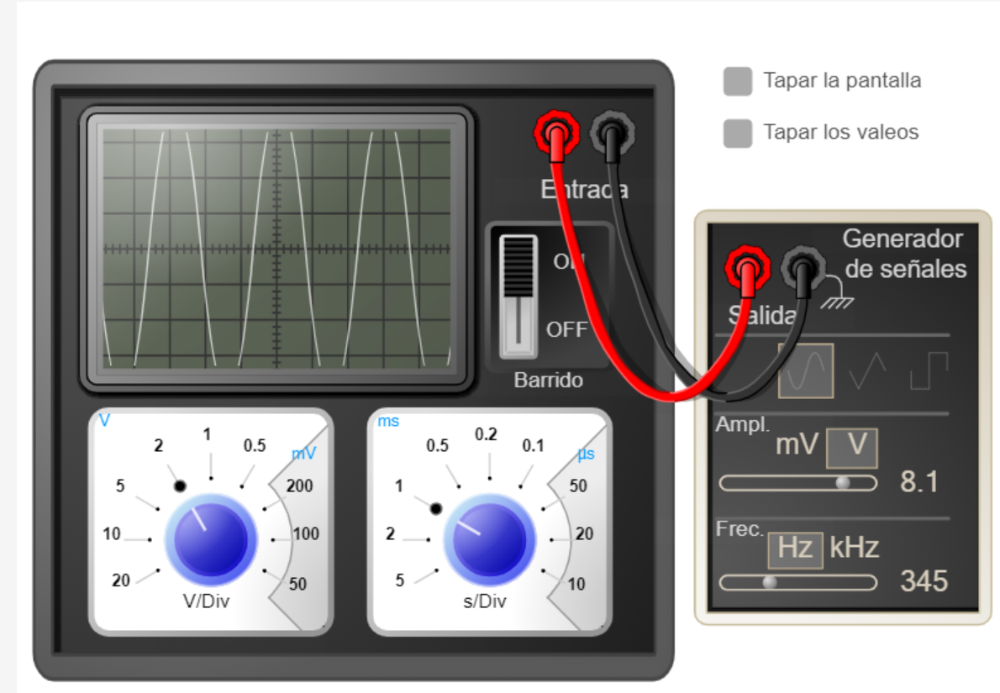 Tapar la pantalla
Tapar los valeos
Entrada
ON
OFF
Barrido
Generador
de señales
Salida
Ampl.
mV V
8.1
Frec.
Hz kHz
345
V
20
10
5
2
1
0.5
mV
200
100
50
V/Div
ms
5
2
1
0.5
0.2
0.1
µs
50
20
10
s/Div